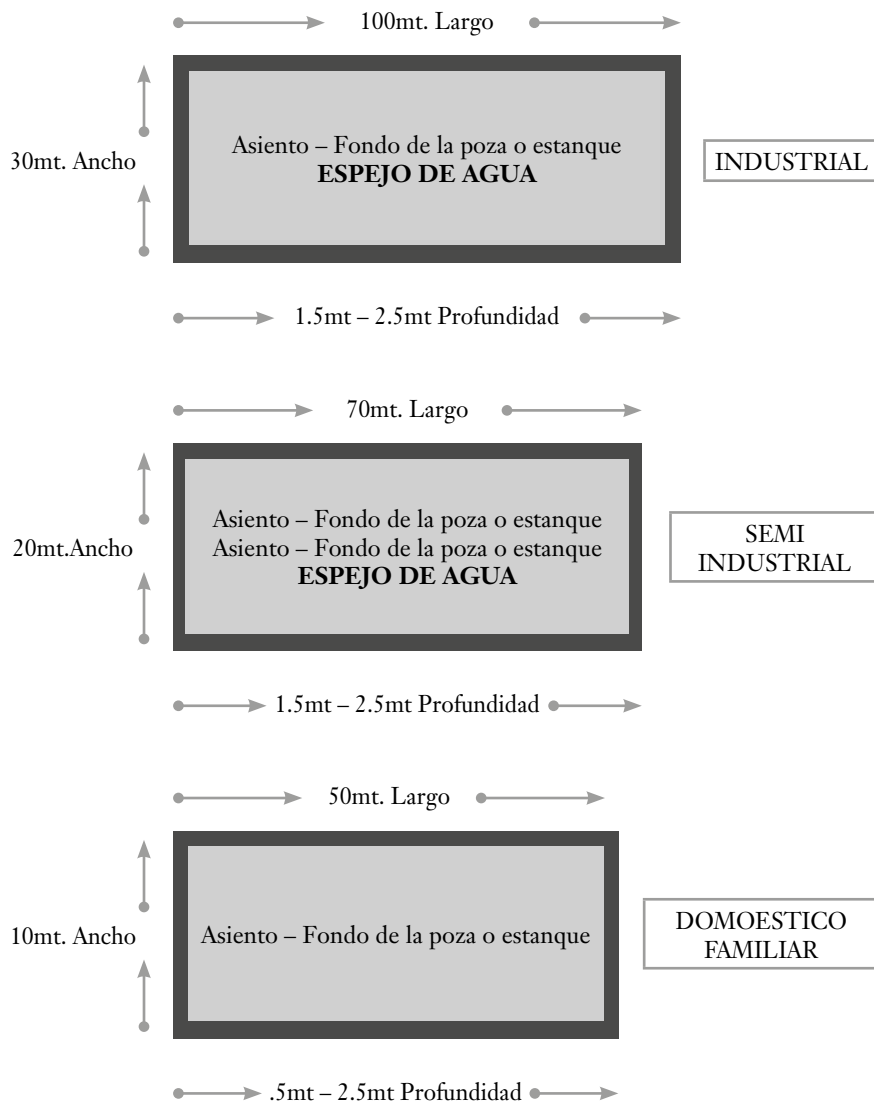 100mt. Largo
Asiento – Fondo de la poza o estanque
ESPEJO DE AGUA
30mt. Ancho
INDUSTRIAL
1.5mt – 2.5mt Profundidad
70mt. Largo
Asiento – Fondo de la poza o estanque
Asiento – Fondo de la poza o estanque
ESPEJO DE AGUA
20mt.Ancho
SEMI
INDUSTRIAL
1.5mt – 2.5mt Profundidad
50mt. Largo
10mt. Ancho
Asiento – Fondo de la poza o estanque
DOMOESTICO
FAMILIAR
.5mt – 2.5mt Profundidad